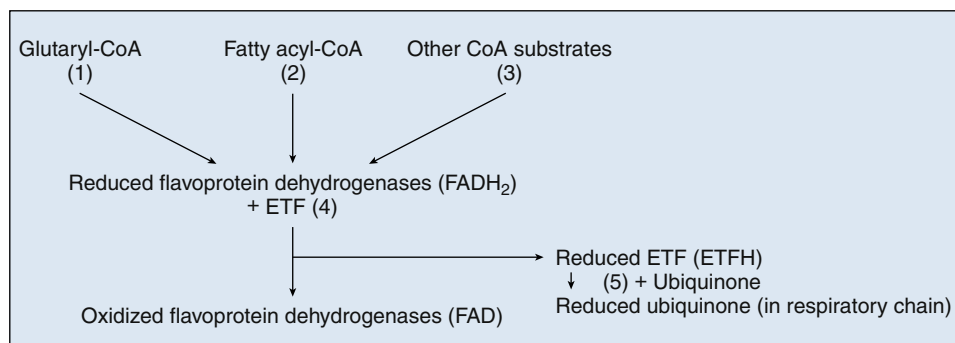 Glutaryl-CoA Fatty acyl-CoA Other CoA substrates
(1) (2) (3)
Reduced flavoprotein dehydrogenases (FADH₂)
+ ETF (4)
Reduced ETF (ETFH)
(5) + Ubiquinone
Reduced ubiquinone (in respiratory chain)
Oxidized flavoprotein dehydrogenases (FAD)